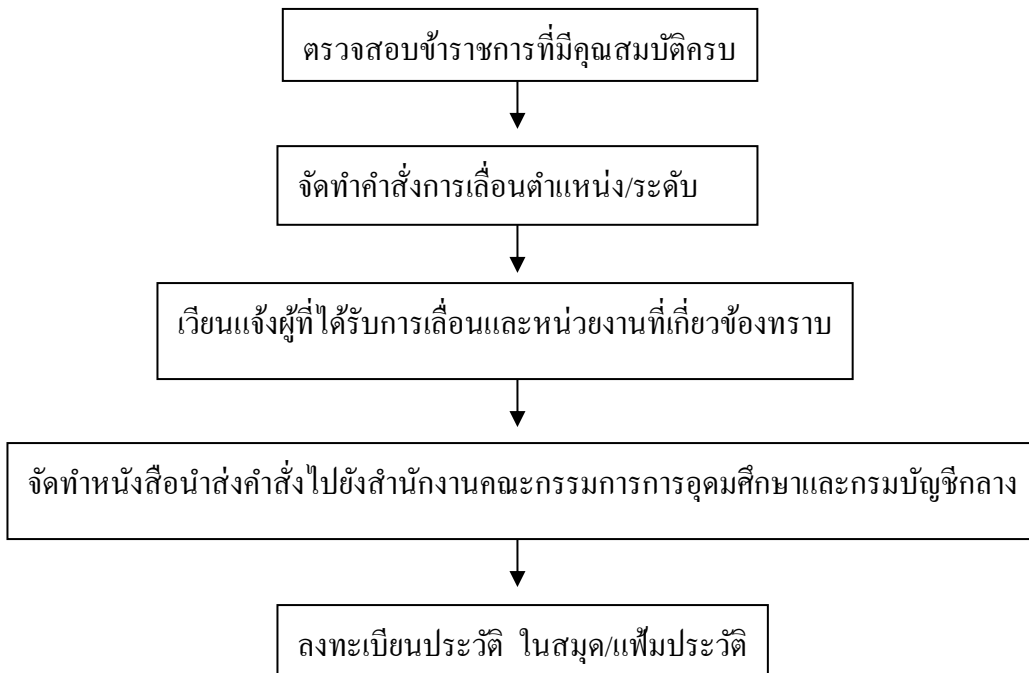 ตรวจสอบข้าราชการที่มีคุณสมบัติครบ
จัดทำคำสั่งการเลื่อนตำแหน่ง/ระดับ
เวียนแจ้งผู้ที่ได้รับการเลื่อนและหน่วยงานที่เกี่ยวข้องทราบ
จัดทำหนังสือนำส่งคำสั่งไปยังสำนักงานคณะกรรมการการอุดมศึกษาและกรมบัญชีกลาง
ลงทะเบียนประวัติ ในสมุด/แฟ้มประวัติ